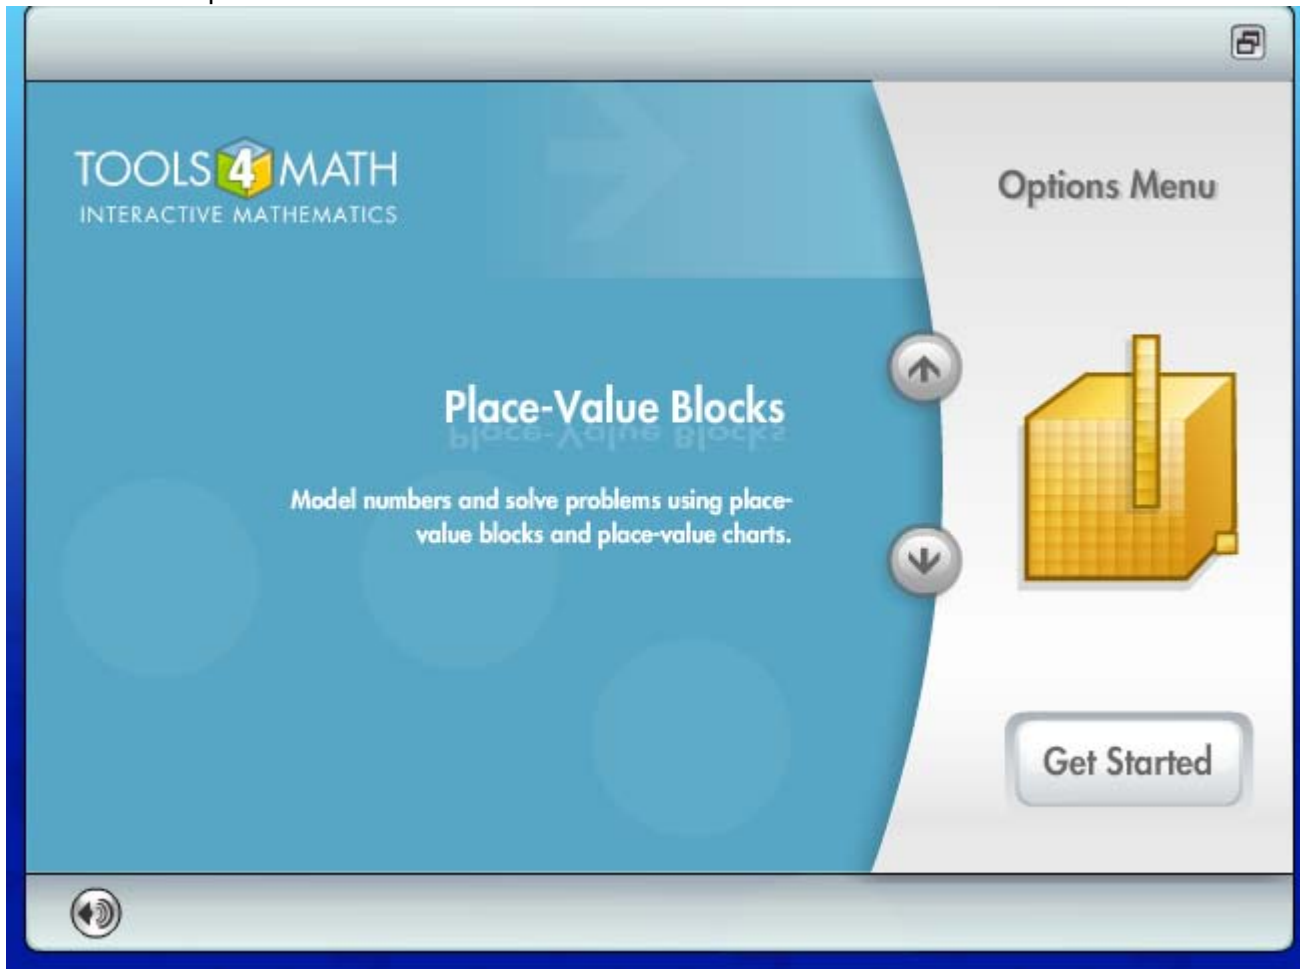 TOOLS 4 MATH
INTERACTIVE MATHEMATICS
Options Menu
Place-Value Blocks
Model numbers and solve problems using place-
value blocks and place-value charts.
Get Started